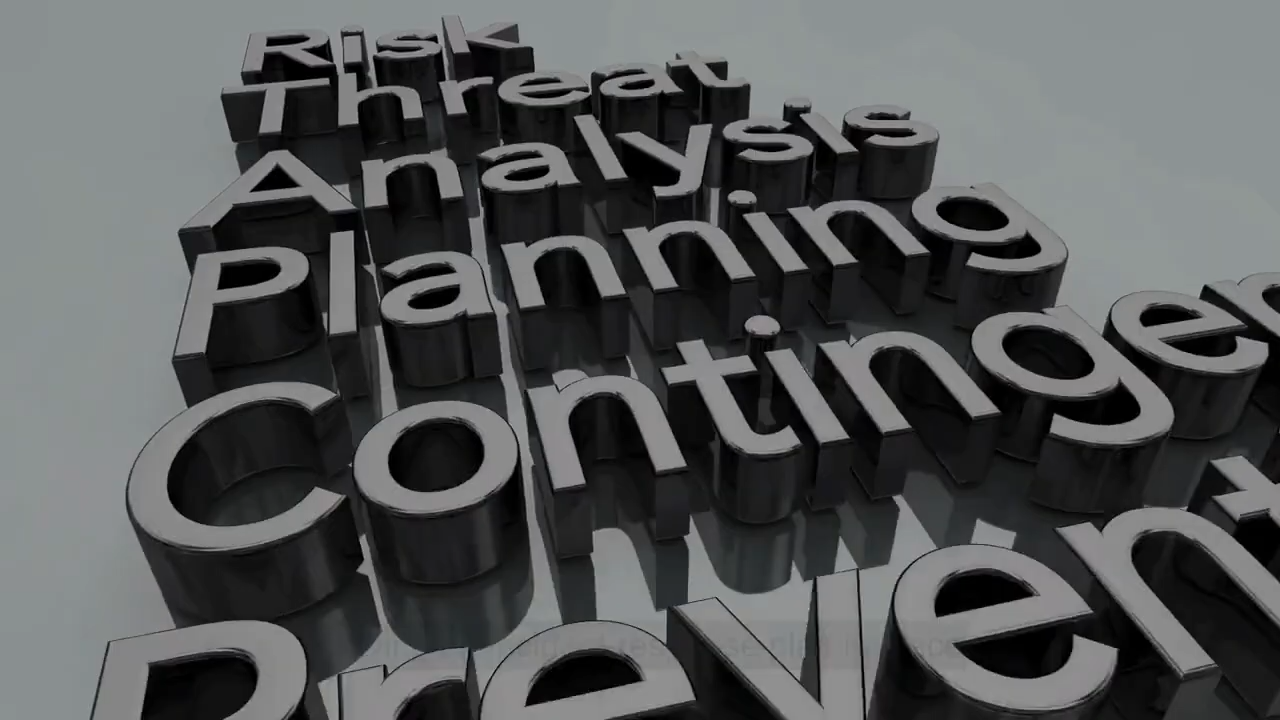 Risk
Threat
Analysis
Planning
Contingen
Prevent